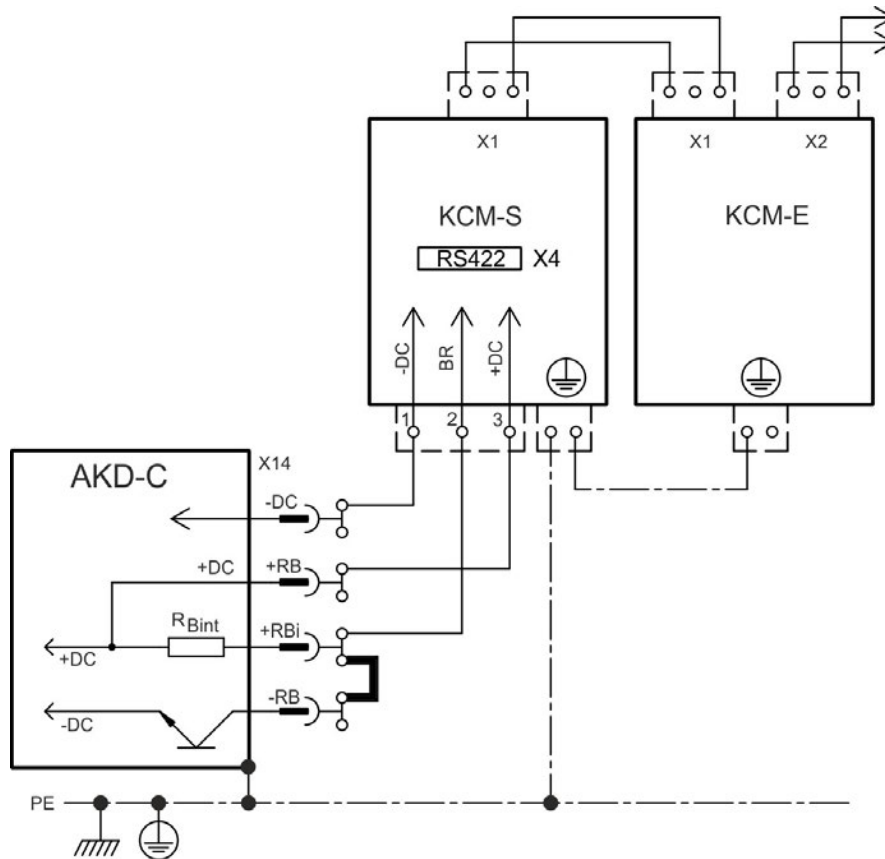 X1
X1
X2
KCM-S
KCM-E
RS422 X4
-DC
BR
+DC
1
2
3
AKD-C
X14
-DC
+DC
+RB
RBint
+RBi
+DC
-RB
-DC
PE